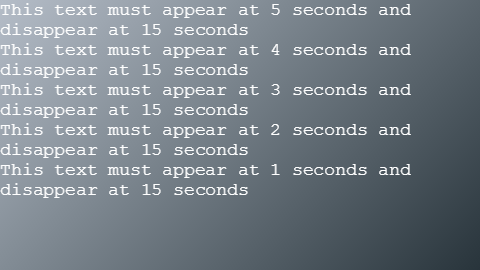 This text must appear at 5 seconds and
disappear at 15 seconds
This text must appear at 4 seconds and
disappear at 15 seconds
This text must appear at 3 seconds and
disappear at 15 seconds
This text must appear at 2 seconds and
disappear at 15 seconds
This text must appear at 1 seconds and
disappear at 15 seconds